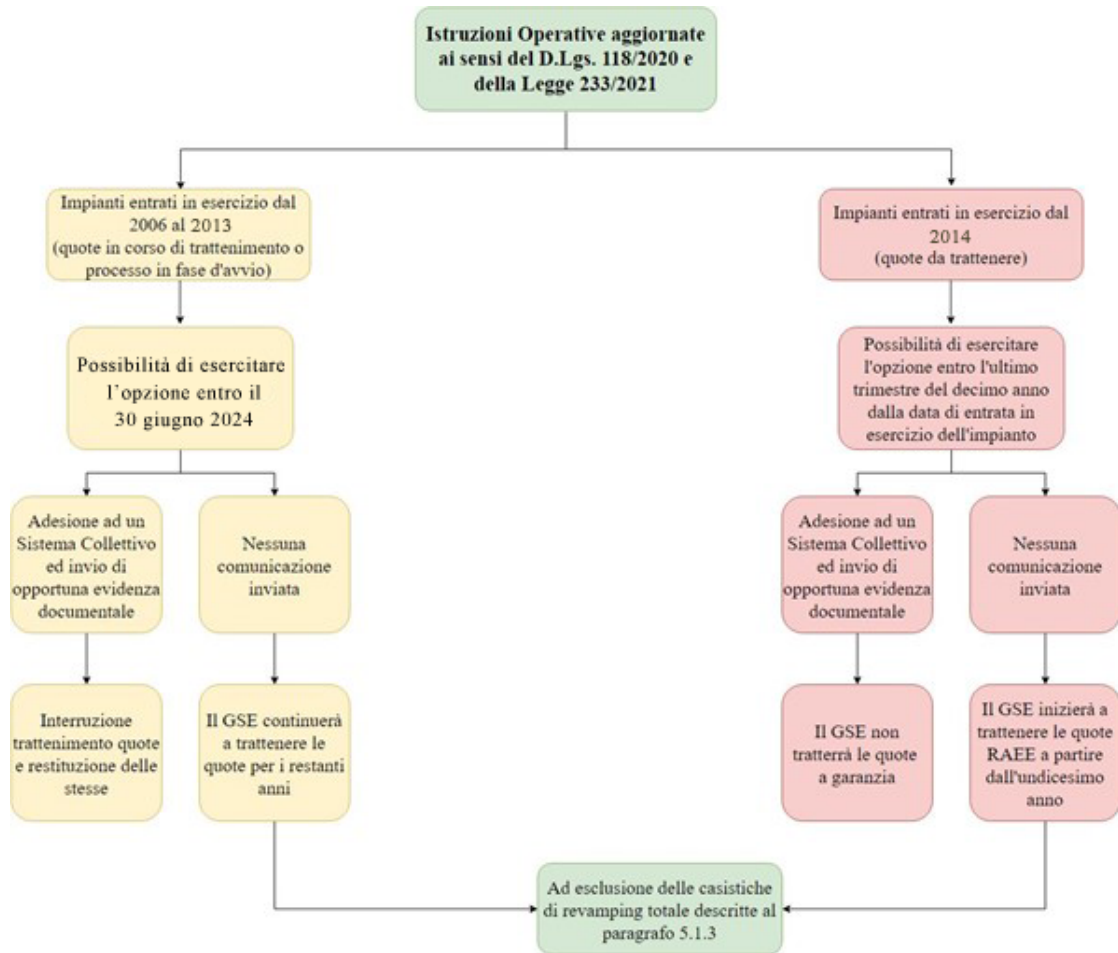 Istruzioni Operative aggiornate
ai sensi del D.Lgs. 118/2020 e
della Legge 233/2021
Impianti entrati in esercizio dal
2006 al 2013
(quote in corso di trattenimento o
processo in fase d'avvio)
Impianti entrati in esercizio dal
2014
(quote da trattenere)
Possibilità di esercitare
l'opzione entro il
30 giugno 2024
Possibilità di esercitare
l'opzione entro l'ultimo
trimestre del decimo anno
dalla data di entrata in
esercizio dell'impianto
Adesione ad un
Sistema Collettivo
ed invio di
opportuna evidenza
documentale
Nessuna
comunicazione
inviata
Adesione ad un
Sistema Collettivo
ed invio di
opportuna evidenza
documentale
Nessuna
comunicazione
inviata
Interruzione
trattenimento quote
e restituzione delle
stesse
Il GSE continuerà
a trattenere le
quote per i restanti
anni
Il GSE non
tratterrà le quote
a garanzia
Il GSE inizierà a
trattenere le quote
RAEE a partire
dall'undicesimo
anno
Ad esclusione delle casistiche
di revamping totale descritte al
paragrafo 5.1.3